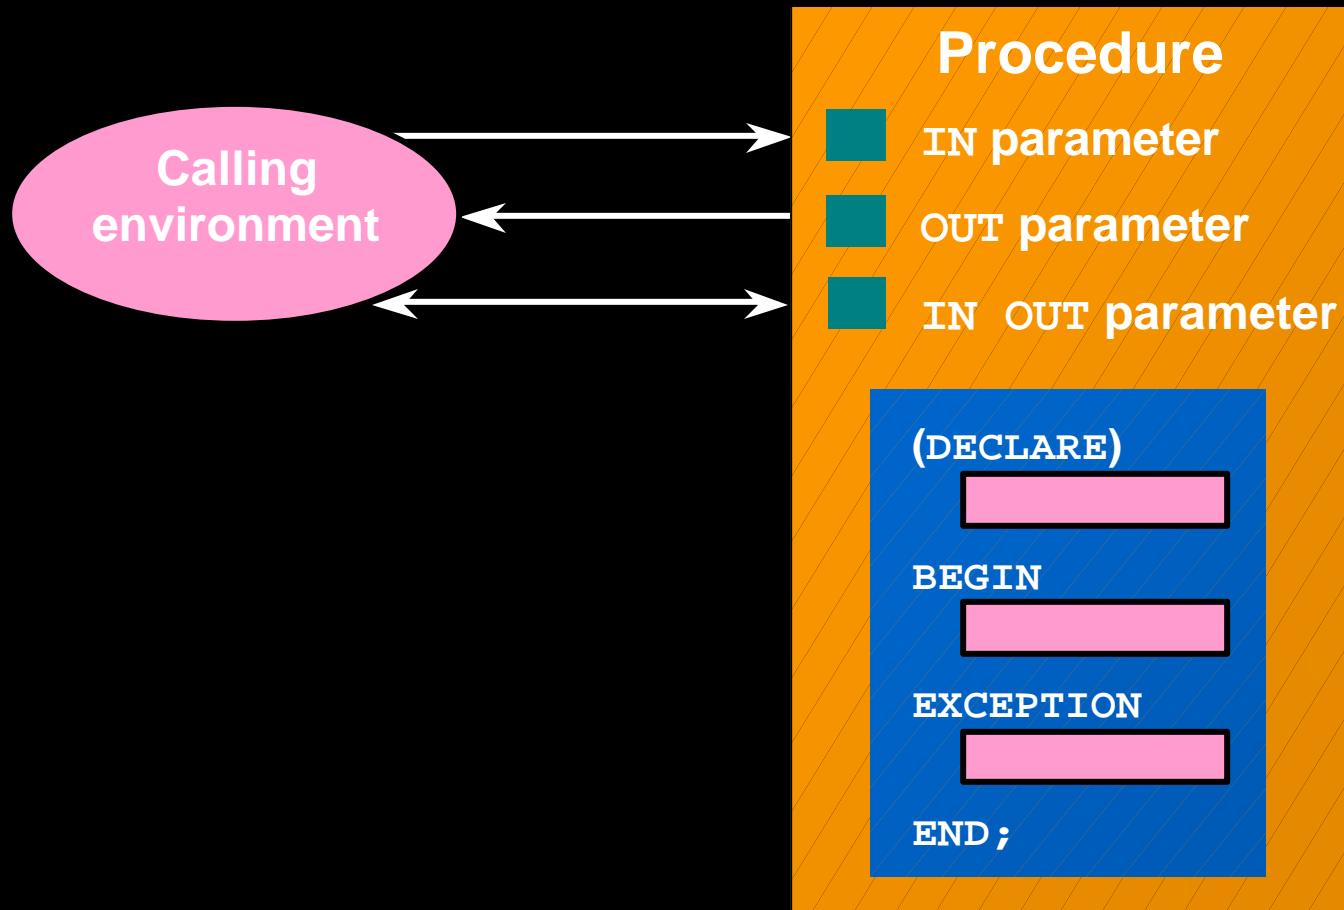 Procedure
Calling
environment
IN parameter
OUT parameter
IN OUT parameter
(DECLARE)
BEGIN
EXCEPTION
END;